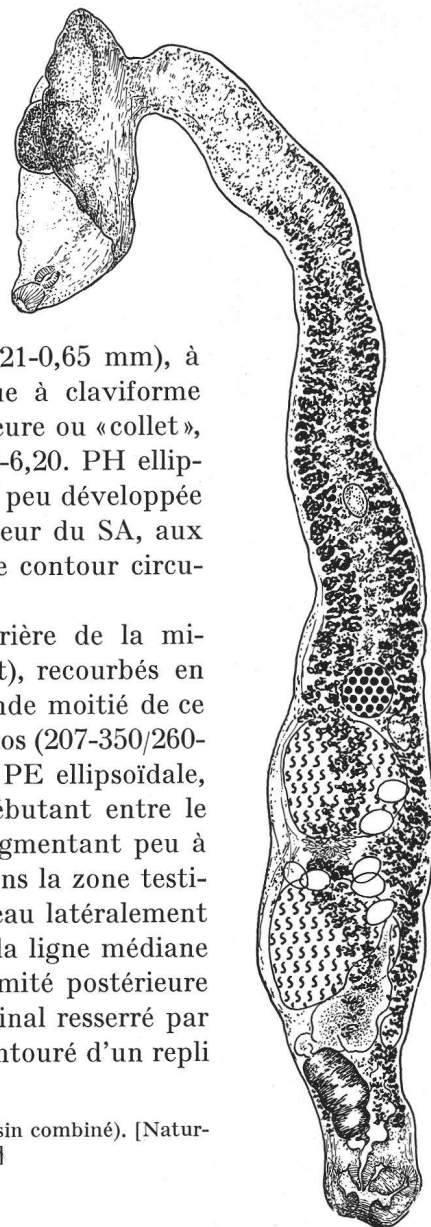 21-0,65 mm), à
ue à claviforme
eure ou «collet»,
-6,20. PH ellip-
peu développée
eur du SA, aux
e contour circu-
rière de la mi-
t), recourbés en
nde moitié de ce
os (207-350/260-
PE ellipsoïdale,
ébutant entre le
gmentant peu à
ns la zone testi-
eau latéralement
la ligne médiane
mité postérieure
inal resserré par
ntouré d'un repli
sin combiné). [Natur-
]